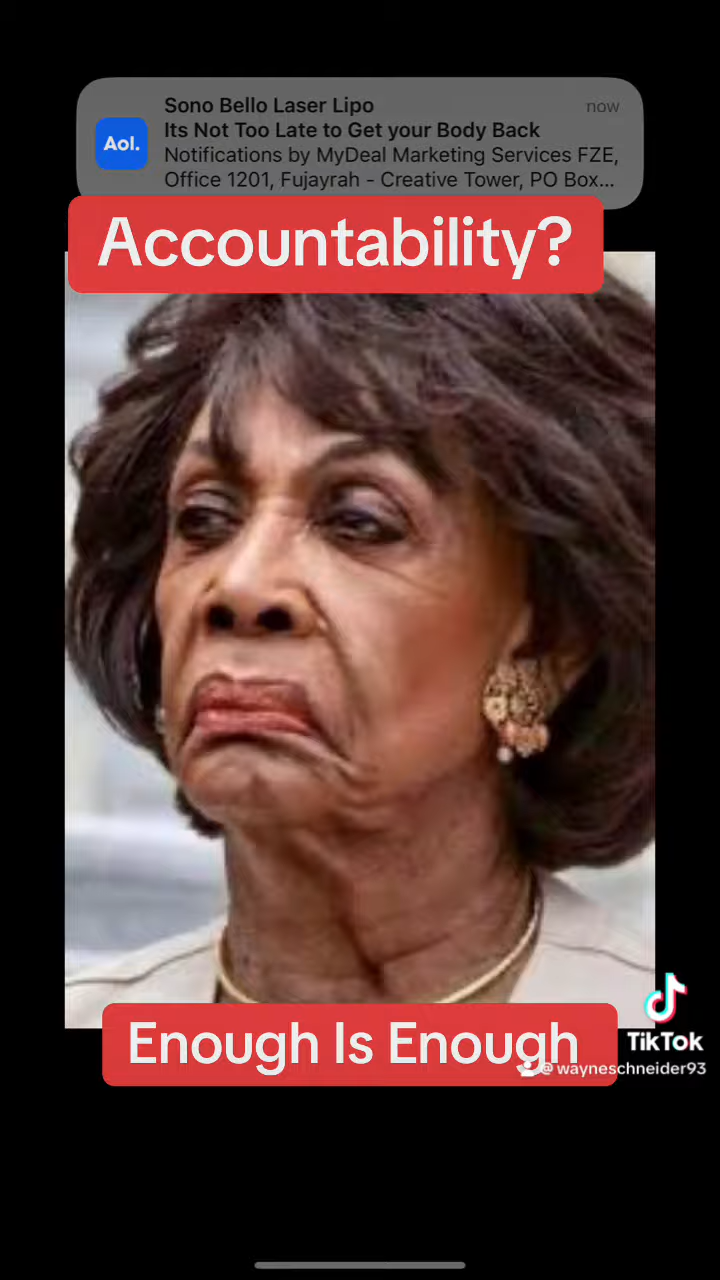 Sono Bello Laser Lipo
now
Its Not Too Late to Get your Body Back
Aol.
Notifications by MyDeal Marketing Services FZE,
Office 1201, Fujayrah - Creative Tower, PO Box...
Accountability?
Enough Is Enough
TikTok
@wayneschneider93